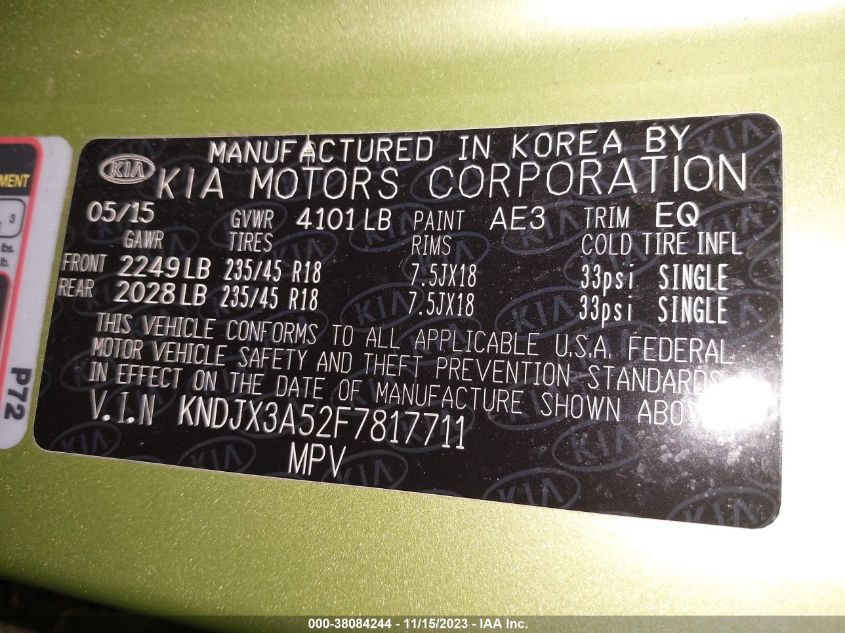 MANUFACTURED IN KOREA BY
KIA KIA MOTORS CORPORATION
05/15 GVWR 4101 LB PAINT AE3 TRIM EQ
GAWR TIRES RIMS COLD TIRE INFL
FRONT 2249 LB 235/45 R18 7.5JX18 33psi SINGLE
REAR 2028 LB 235/45 R18 7.5JX18 33psi SINGLE
THIS VEHICLE CONFORMS TO ALL APPLICABLE U.S.A. FEDERAL
MOTOR VEHICLE SAFETY AND THEFT PREVENTION STANDARDS
IN EFFECT ON THE DATE OF MANUFACTURE SHOWN ABOVE
V.I.N KNDJX3A52F7817711
MPV
3
lbs.
lb.
P72
000-38084244 - 11/15/2023 - IAA Inc.